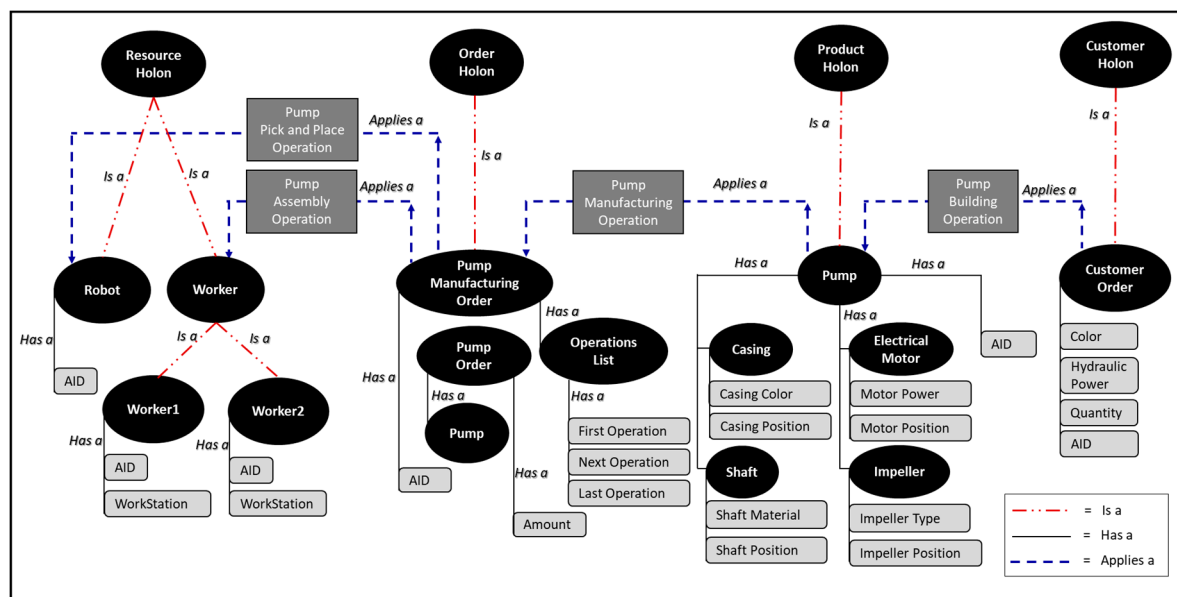 Resource
Holon
Order
Holon
Product
Holon
Customer
Holon
Pump
Pick and Place
Operation
Applies a
Is a
Is a
Is a
Is a
Is a
Pump
Assembly
Operation
Applies a
Pump
Manufacturing
Operation
Applies a
Pump
Building
Operation
Applies a
Robot
Worker
Pump
Manufacturing
Order
Has a
Pump
Has a
Customer
Order
Has a
AID
Is a
Is a
Worker1
Worker2
Has a
AID
WorkStation
Has a
AID
WorkStation
Has a
AID
Has a
Pump
Order
Has a
Pump
Has a
Amount
Operations
List
Has a
First Operation
Next Operation
Last Operation
Has a
Casing
Casing Color
Casing Position
Electrical
Motor
Motor Power
Motor Position
AID
Shaft
Shaft Material
Shaft Position
Impeller
Impeller Type
Impeller Position
Has a
Color
Hydraulic
Power
Quantity
AID
= Is a
= Has a
= Applies a